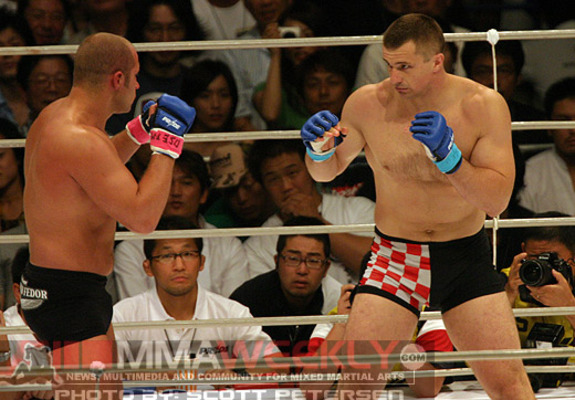 FEDOR
MMAWEEKLY.COM
NEWS, MULTIMEDIA AND COMMUNITY FOR MIXED MARTIAL ARTS
PHOTO BY SCOTT PETERSEN